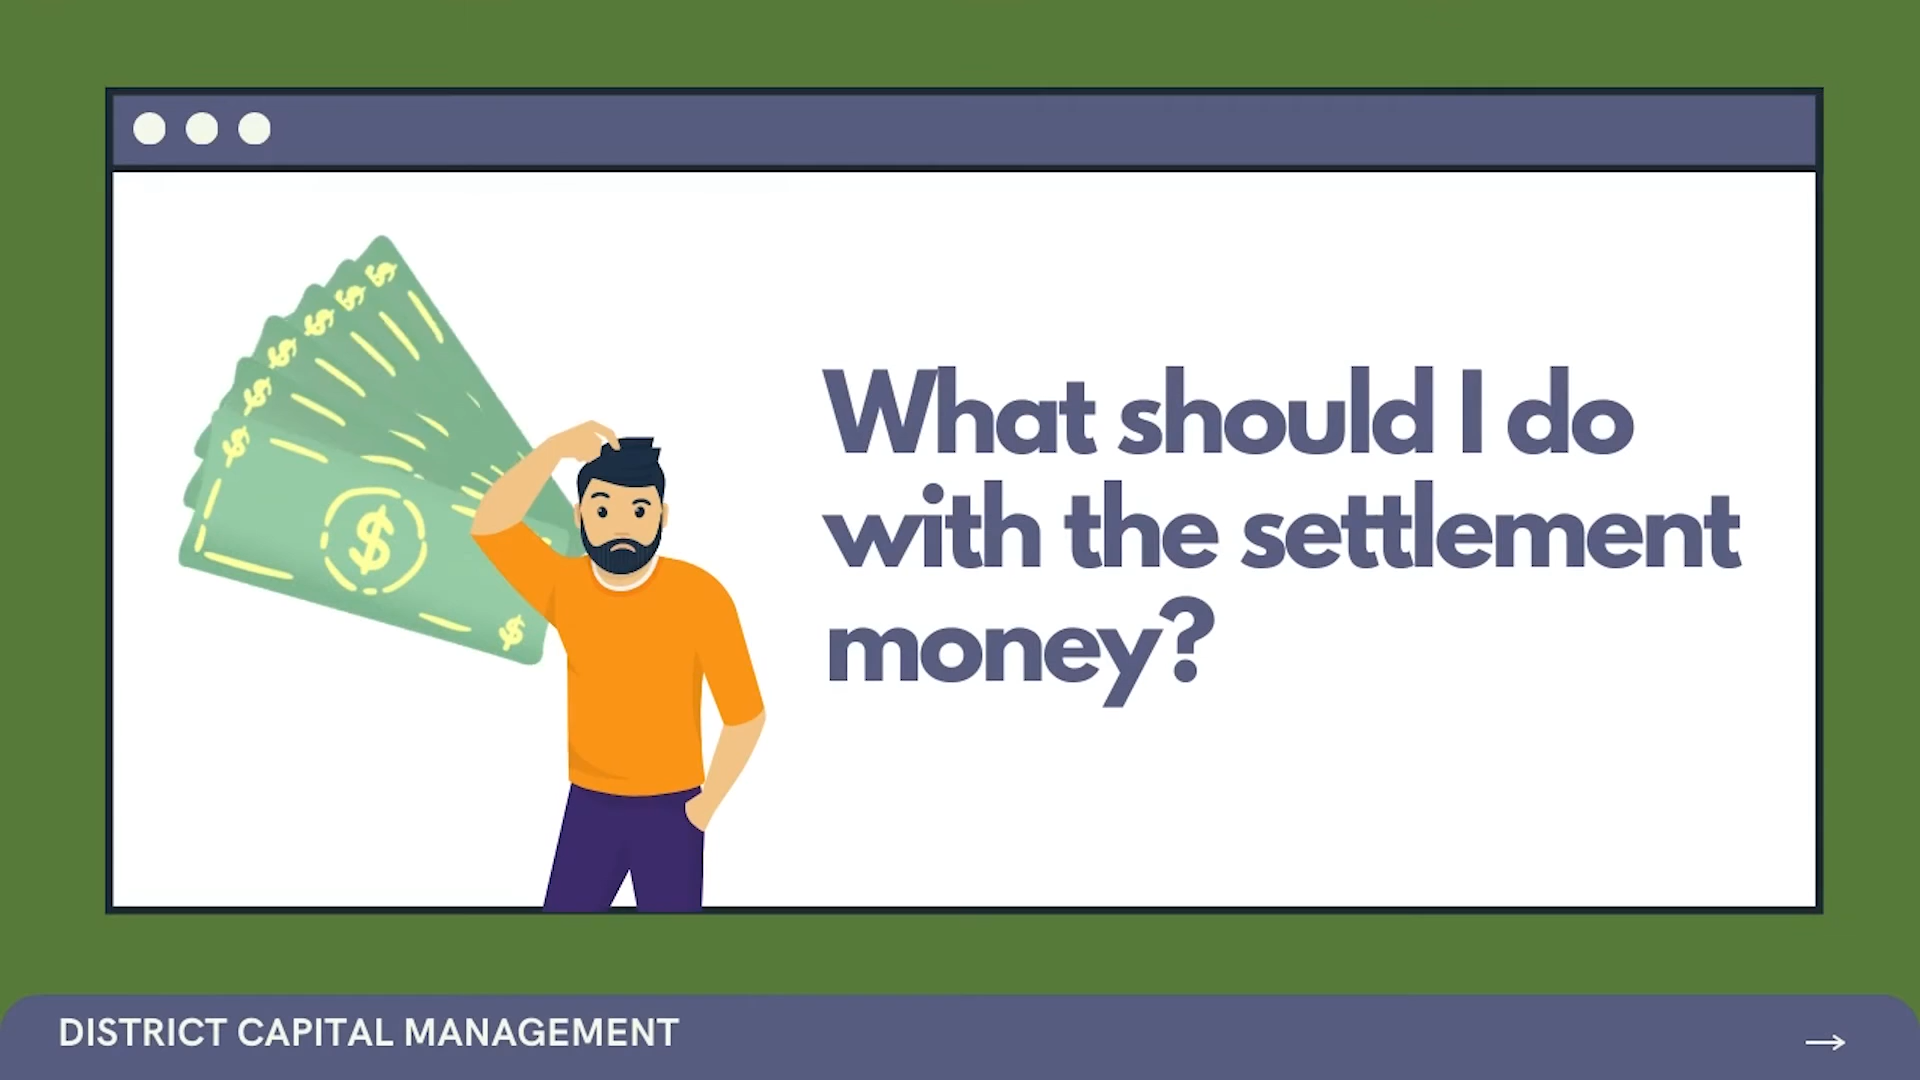 What should I do
with the settlement
money?
DISTRICT CAPITAL MANAGEMENT